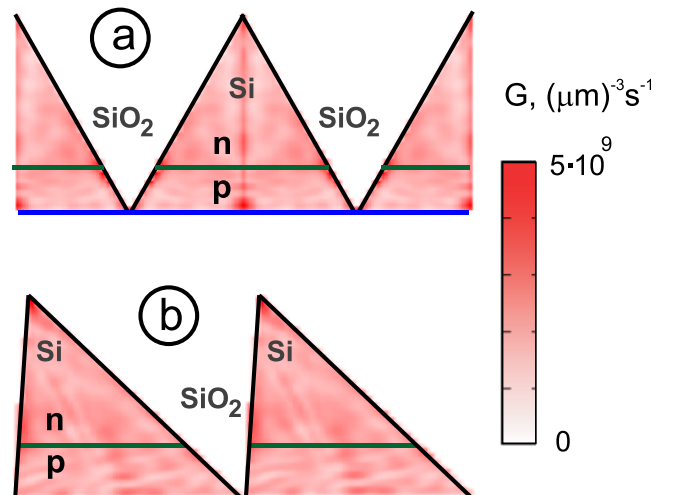 a
Si
SiO₂ SiO₂
n
p
G, (μm)⁻³s⁻¹
5·10⁹
0
b
Si Si
SiO₂
n
p